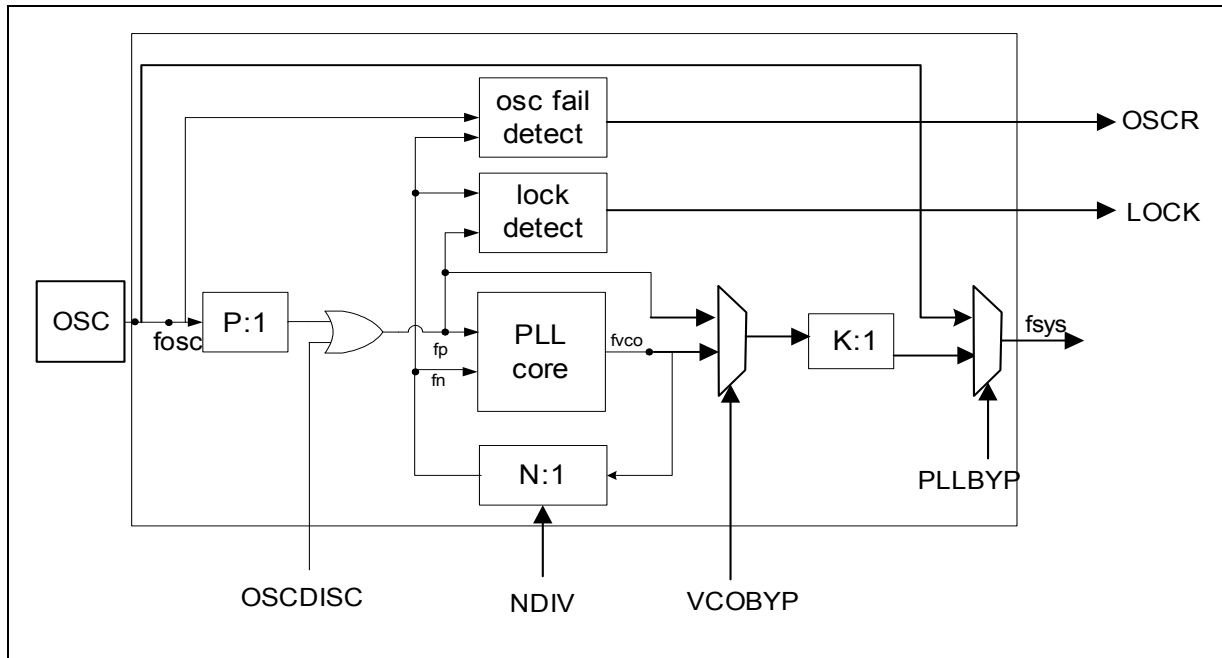 osc fail
detect
OSCR
lock
detect
LOCK
OSC
fosc
P:1
fp
fn
PLL
core
fvco
K:1
fsys
N:1
PLLBYP
OSCDISC
NDIV
VCOBYP